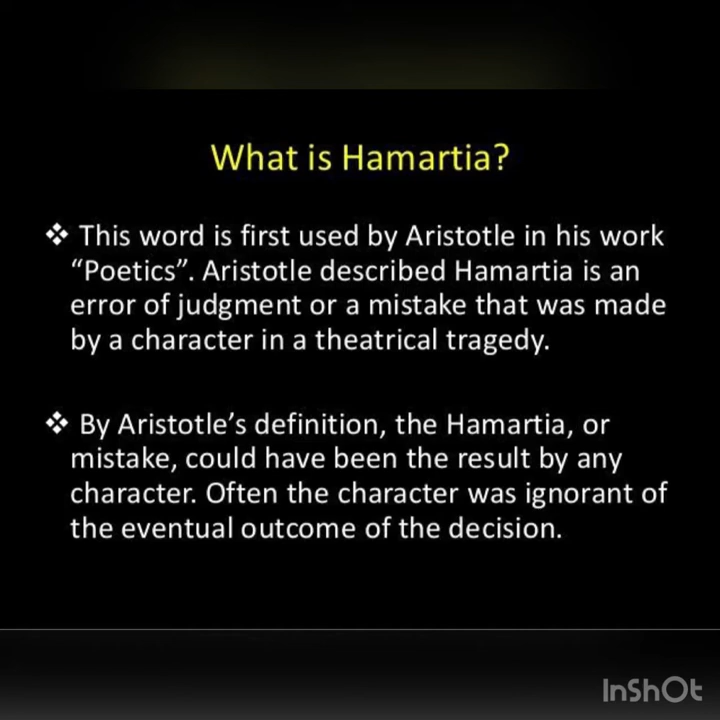 What is Hamartia?
❖ This word is first used by Aristotle in his work
“Poetics”. Aristotle described Hamartia is an
error of judgment or a mistake that was made
by a character in a theatrical tragedy.
❖ By Aristotle’s definition, the Hamartia, or
mistake, could have been the result by any
character. Often the character was ignorant of
the eventual outcome of the decision.
InShOt